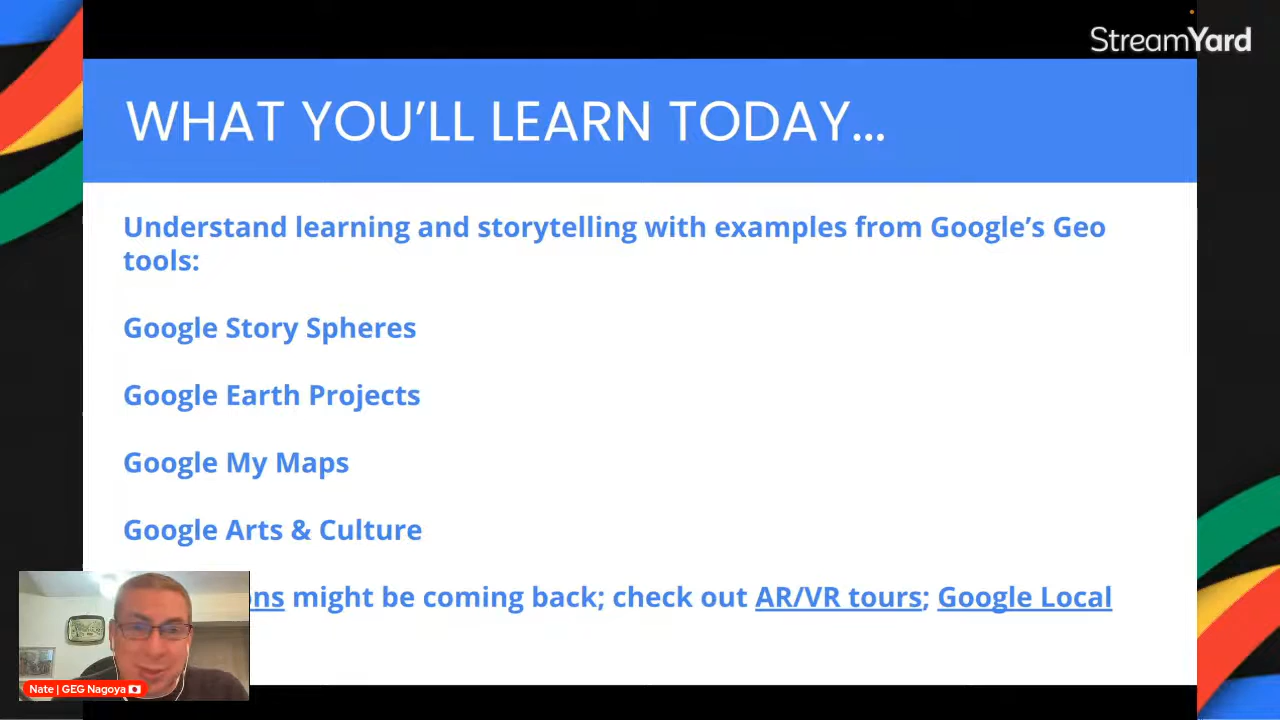 StreamYard
WHAT YOU’LL LEARN TODAY...
Understand learning and storytelling with examples from Google’s Geo
tools:
Google Story Spheres
Google Earth Projects
Google My Maps
Google Arts & Culture
might be coming back; check out AR/VR tours; Google Local
Nate | GEG Nagoya